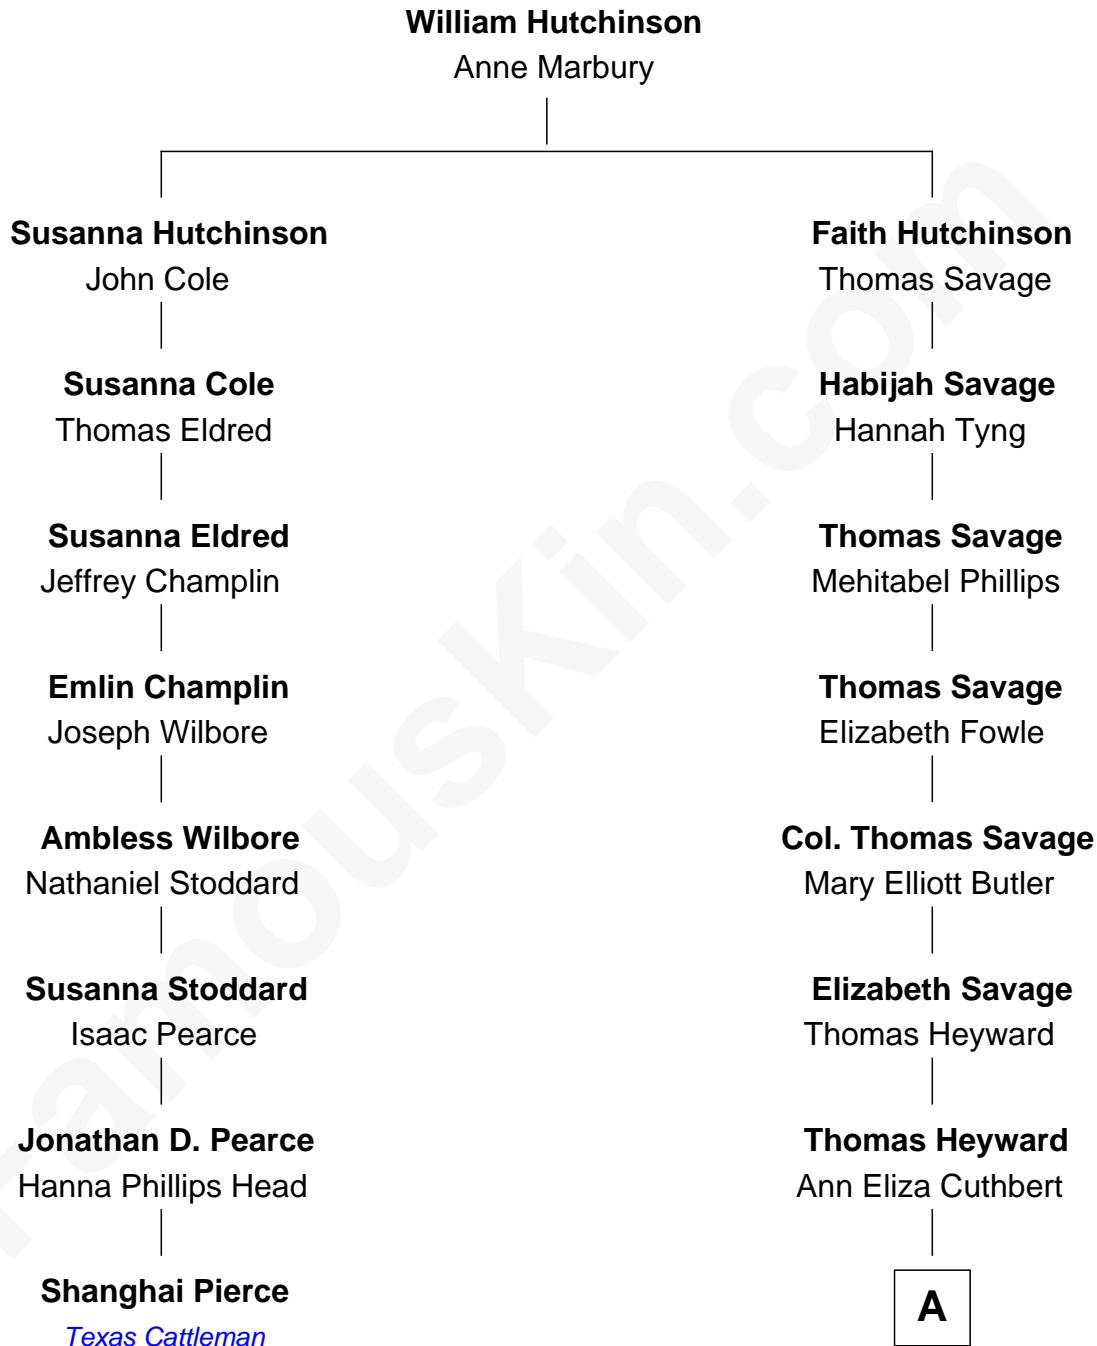 William Hutchinson
Anne Marbury
Susanna Hutchinson
John Cole
Susanna Cole
Thomas Eldred
Susanna Eldred
Jeffrey Champlin
Emlin Champlin
Joseph Wilbore
Ambless Wilbore
Nathaniel Stoddard
Susanna Stoddard
Isaac Pearce
Jonathan D. Pearce
Hanna Phillips Head
Shanghai Pierce
Texas Cattleman
Faith Hutchinson
Thomas Savage
Habijah Savage
Hannah Tyng
Thomas Savage
Mehitabel Phillips
Thomas Savage
Elizabeth Fowle
Col. Thomas Savage
Mary Elliott Butler
Elizabeth Savage
Thomas Heyward
Thomas Heyward
Ann Eliza Cuthbert
A
FamousKin.com